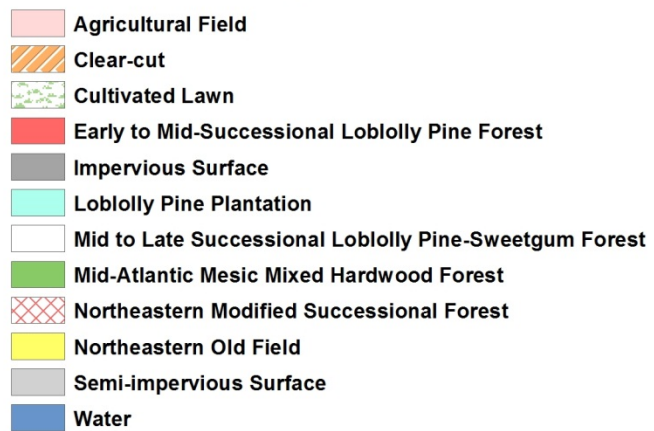 Agricultural Field
Clear-cut
Cultivated Lawn
Early to Mid-Successional Loblolly Pine Forest
Impervious Surface
Loblolly Pine Plantation
Mid to Late Successional Loblolly Pine-Sweetgum Forest
Mid-Atlantic Mesic Mixed Hardwood Forest
Northeastern Modified Successional Forest
Northeastern Old Field
Semi-impervious Surface
Water